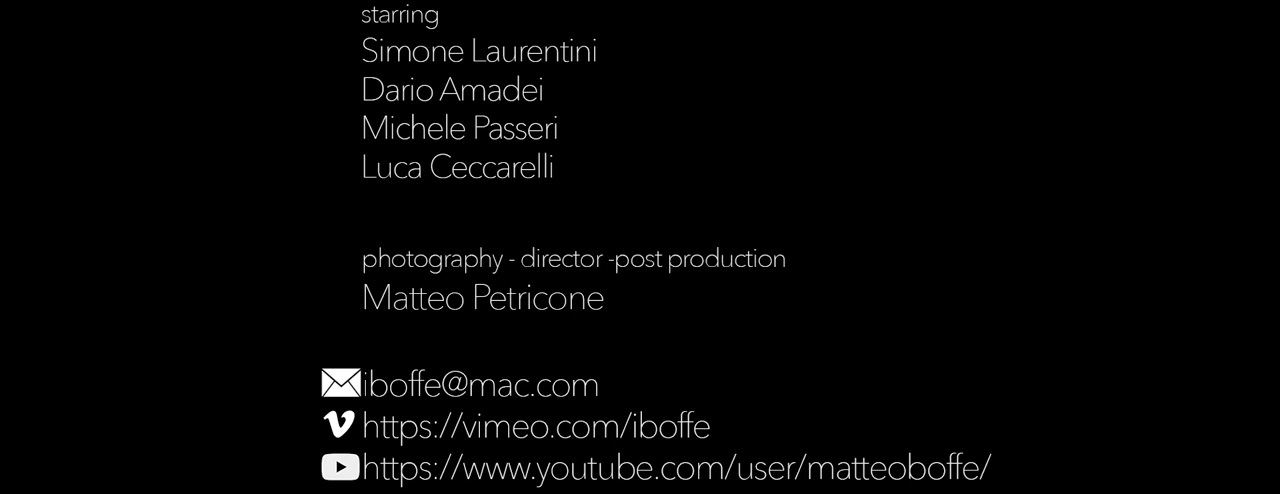 starring
Simone Laurentini
Dario Amadei
Michele Passeri
Luca Ceccarelli
photography - director -post production
Matteo Petricone
iboffe@mac.com
https://vimeo.com/iboffe
https://www.youtube.com/user/matteoboffe/